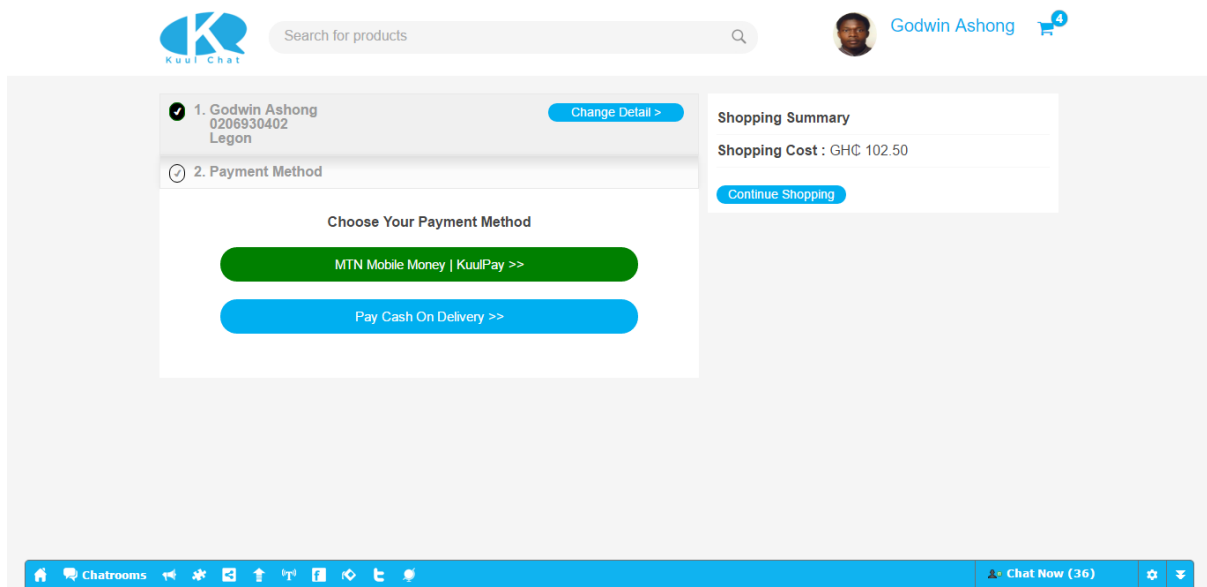 Kuul Chat
Search for products
Godwin Ashong
4
1. Godwin Ashong
0206930402
Legon
Change Detail >
2. Payment Method
Choose Your Payment Method
MTN Mobile Money | KuulPay >>
Pay Cash On Delivery >>
Shopping Summary
Shopping Cost : GH₵ 102.50
Continue Shopping
Chatrooms
Chat Now (36)